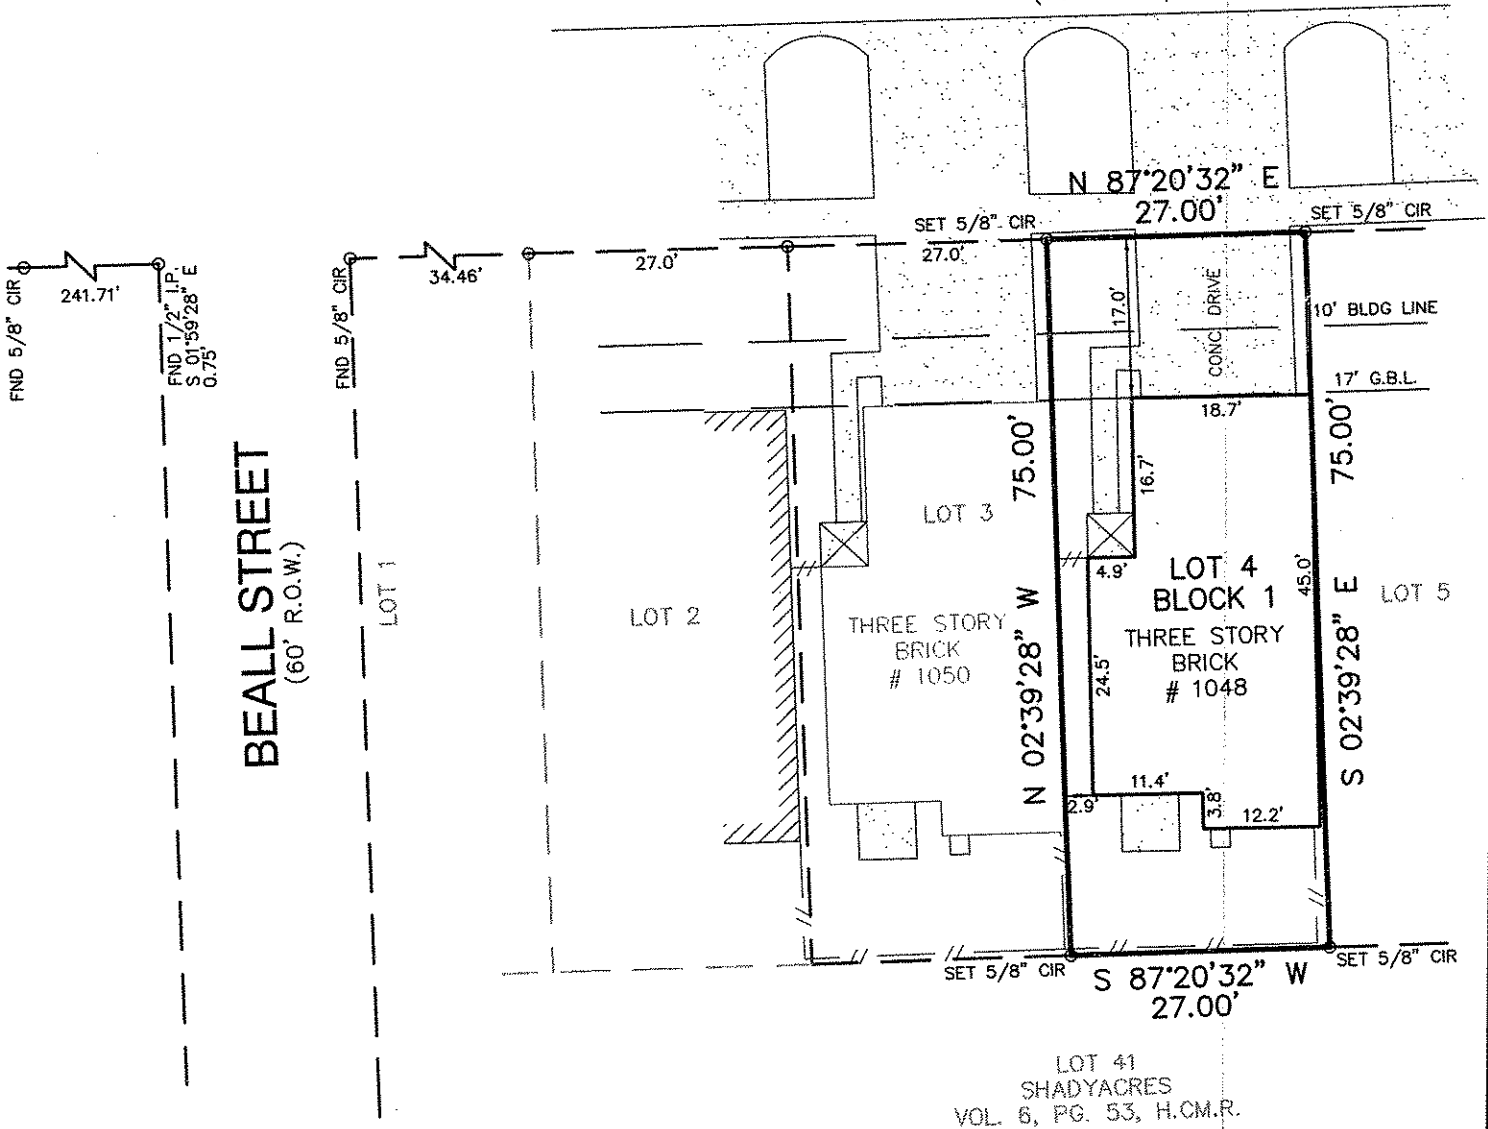 N 87°20'32" E
27.00'
SET 5/8" CIR
SET 5/8" CIR
27.0'
27.0'
34.46'
241.71'
FND 5/8" CIR
FND 1/2" I.P.
S 01°59'28" E
0.75'
FND 5/8" CIR
17.0'
CONC. DRIVE
10' BLDG LINE
17' G.B.L.
18.7'
75.00'
75.00'
16.7'
BEALL STREET
(60' R.O.W.)
LOT 1
LOT 2
LOT 3
THREE STORY
BRICK
# 1050
N 02°39'28" W
4.9'
LOT 4
BLOCK 1
THREE STORY
BRICK
# 1048
45.0'
24.5'
S 02°39'28" E
LOT 5
11.4'
2.9'
3.8'
12.2'
SET 5/8" CIR
SET 5/8" CIR
S 87°20'32" W
27.00'
LOT 41
SHADYACRES
VOL. 6, PG. 53, H.CM.R.